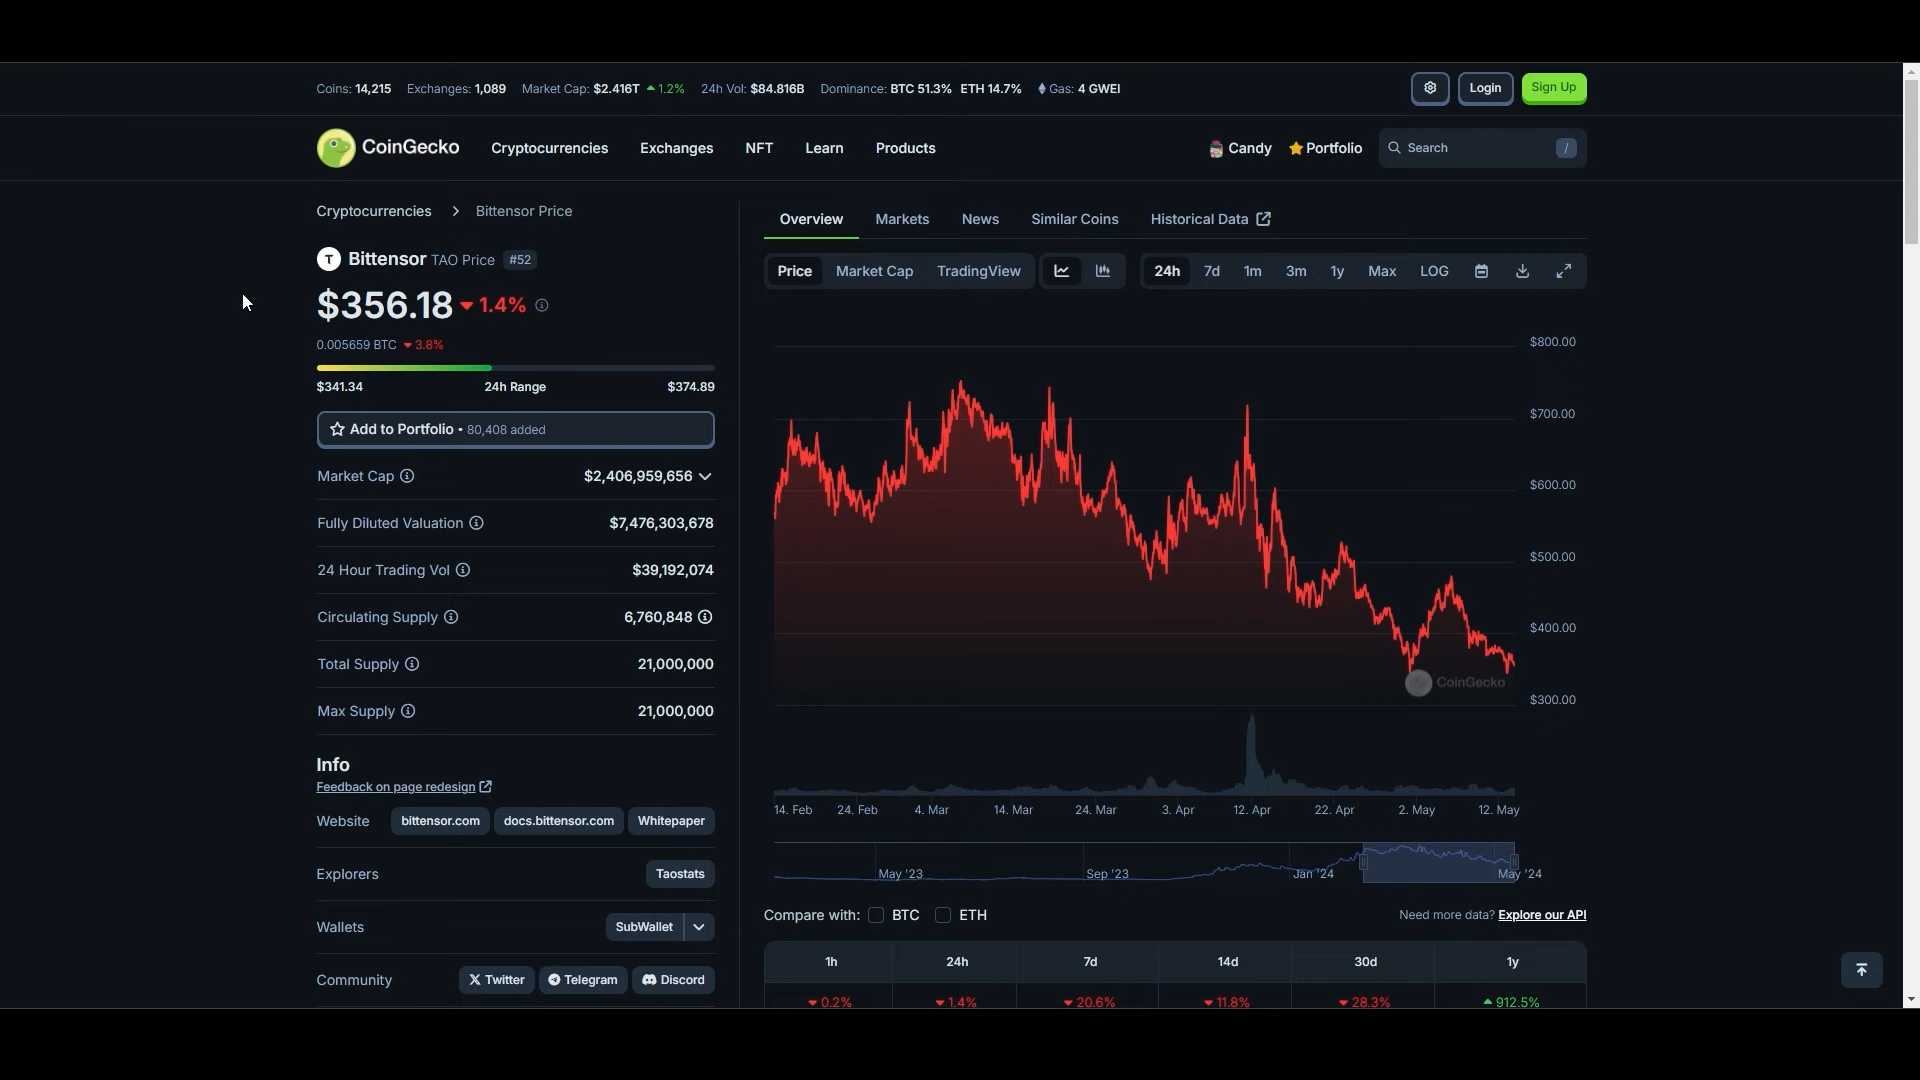 Coins: 14,215 Exchanges: 1,089 Market Cap: $2.416T 1.2% 24h Vol: $84.816B Dominance: BTC 51.3% ETH 14.7% Gas: 4 GWEI
Login
Sign Up
CoinGecko
Cryptocurrencies Exchanges NFT Learn Products
Candy Portfolio Search /
Cryptocurrencies > Bittensor Price
Bittensor TAO Price #52
$356.18 1.4%
0.005659 BTC 3.8%
$341.34 24h Range $374.89
Add to Portfolio • 80,408 added
Market Cap $2,406,959,656
Fully Diluted Valuation $7,476,303,678
24 Hour Trading Vol $39,192,074
Circulating Supply 6,760,848
Total Supply 21,000,000
Max Supply 21,000,000
Info
Feedback on page redesign
Website bittensor.com docs.bittensor.com Whitepaper
Explorers Taostats
Wallets SubWallet
Community Twitter Telegram Discord
Overview Markets News Similar Coins Historical Data
Price Market Cap TradingView 24h 7d 1m 3m 1y Max LOG
$800.00
$700.00
$600.00
$500.00
$400.00
CoinGecko
$300.00
14. Feb 24. Feb 4. Mar 14. Mar 24. Mar 3. Apr 12. Apr 22. Apr 2. May 12. May
May '23 Sep '23 Jan '24 May '24
Compare with: BTC ETH
Need more data? Explore our API
1h 24h 7d 14d 30d 1y
0.2% 1.4% 20.6% 11.8% 28.3% 912.5%